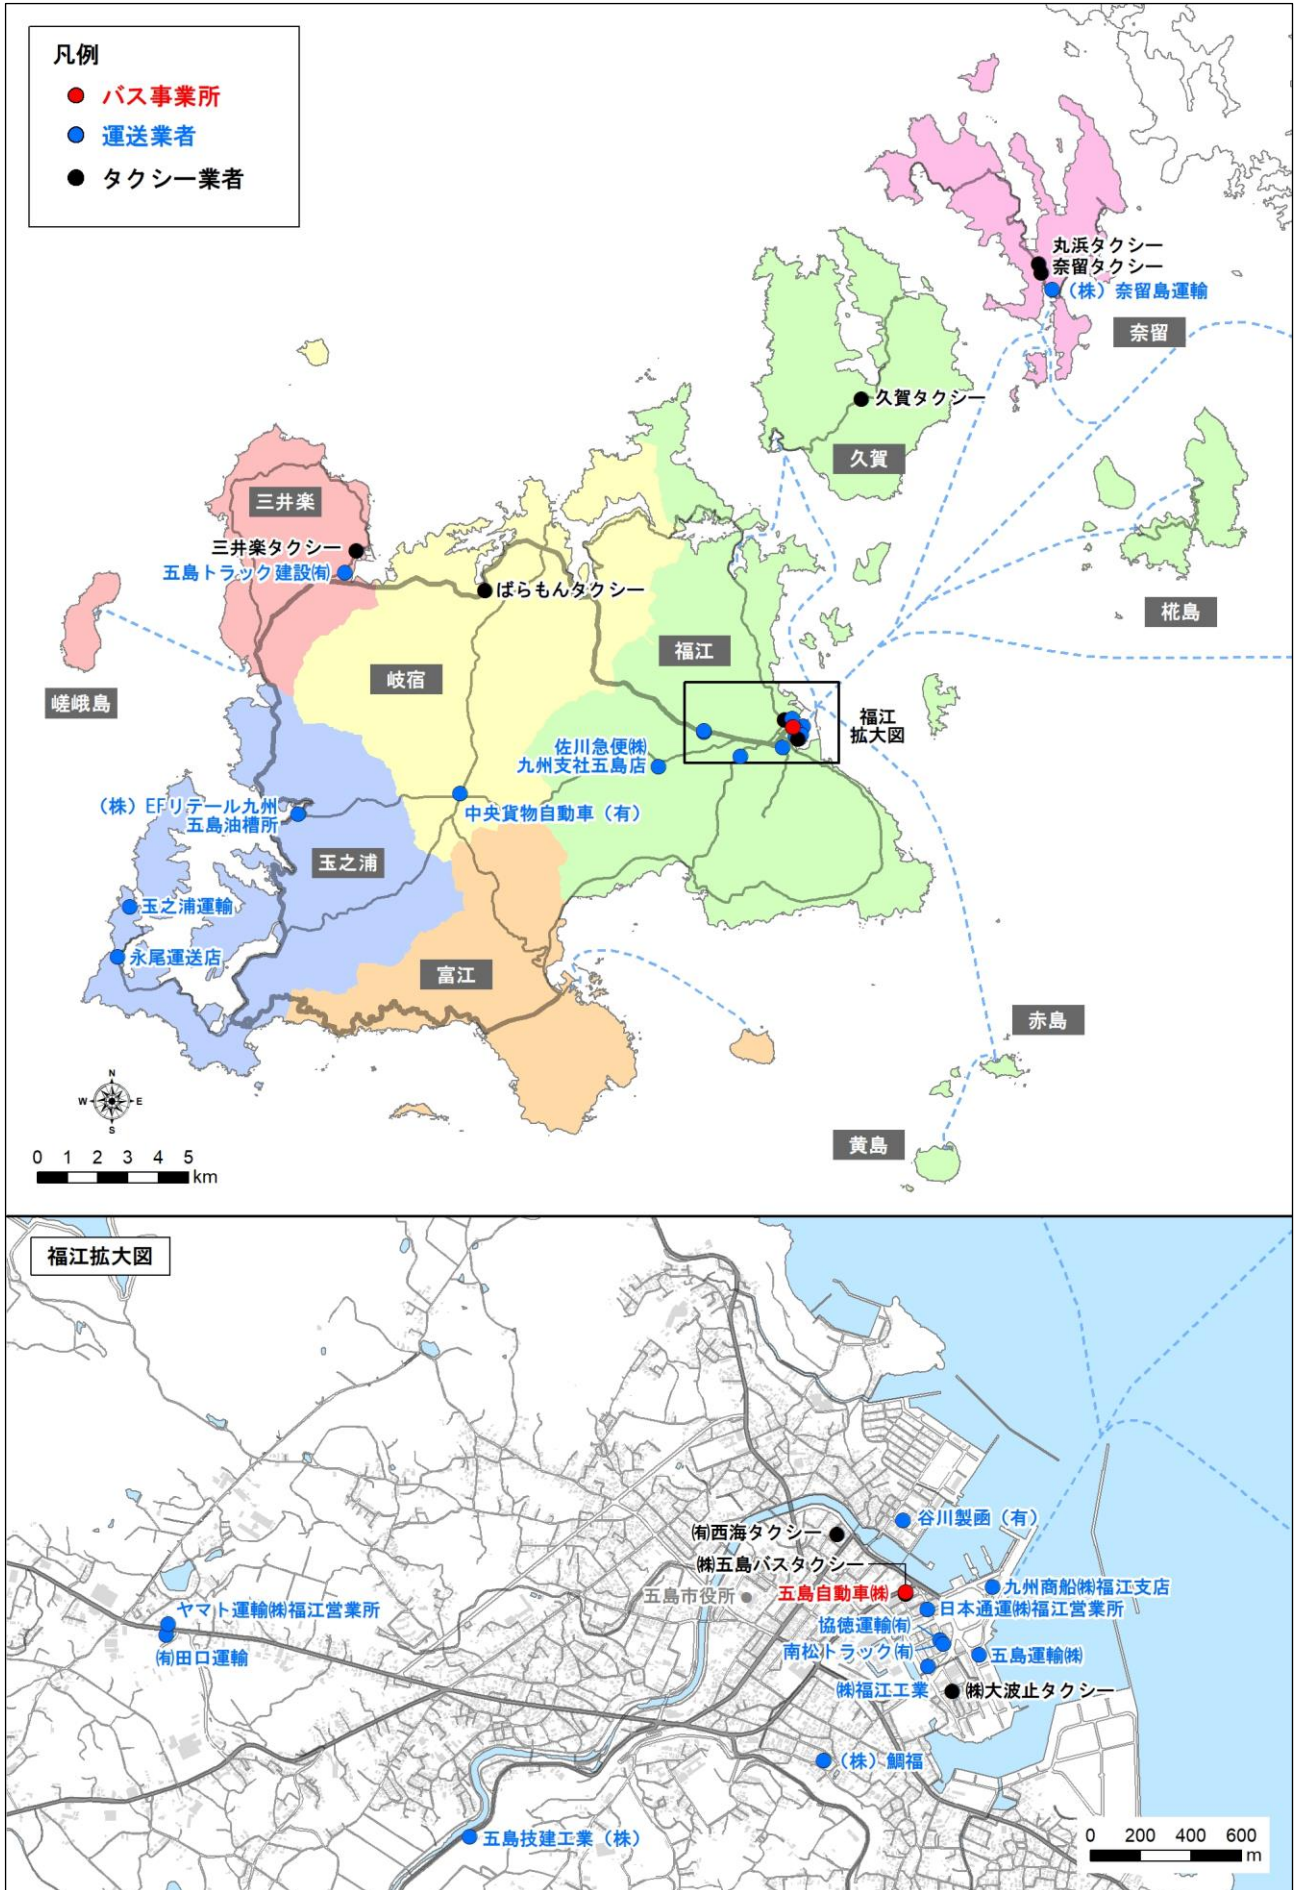 凡例
バス事業所
運送業者
タクシー業者
丸浜タクシー
奈留タクシー
（株）奈留島運輸
奈留
久賀タクシー
久賀
三井楽
三井楽タクシー
五島トラック建設㈲
ぱらもんタクシー
椛島
福江
岐宿
嵯峨島
福江
拡大図
佐川急便㈱
九州支社五島店
（株）EFリテール九州
五島油槽所
中央貨物自動車（有）
玉之浦
玉之浦運輸
永尾運送店
富江
赤島
黄島
N
W E
S
0 1 2 3 4 5
km
福江拡大図
谷川製函（有）
㈲西海タクシー
㈱五島バスタクシー
五島市役所
五島自動車㈱
九州商船㈱福江支店
日本通運㈱福江営業所
ヤマト運輸㈱福江営業所
㈲田口運輸
協徳運輸㈲
南松トラック㈲
五島運輸㈱
㈱福江工業
㈱大波止タクシー
（株）鯛福
五島技建工業（株）
0 200 400 600
m